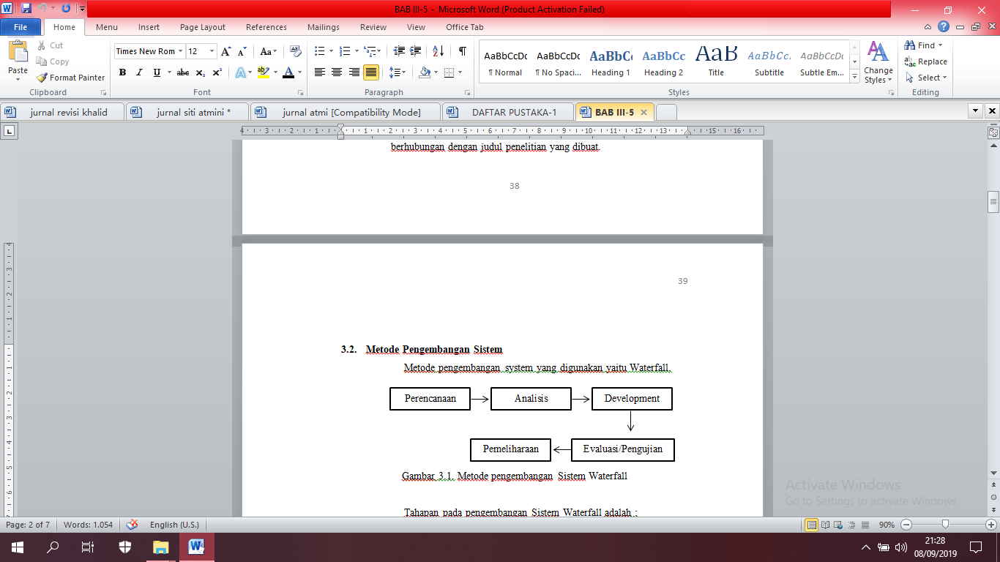 BAB III-5 - Microsoft Word (Product Activation Failed)
File Home Menu Insert Page Layout References Mailings Review View Office Tab
Paste
Cut
Copy
Format Painter
Clipboard
Times New Rom 12
Font
Paragraph
AaBbCcDc AaBbCcDc AaBbC AaBbCc AaB AaBbCc. AaBbCcDc
¶ Normal ¶ No Spaci... Heading 1 Heading 2 Title Subtitle Subtle Em...
Styles
Change
Styles
Find
Replace
Select
Editing
jurnal revisi khalid jurnal siti atmini * jurnal atmi [Compatibility Mode] DAFTAR PUSTAKA-1 BAB III-5
berhubungan dengan judul penelitian yang dibuat.
38
39
3.2. Metode Pengembangan Sistem
Metode pengembangan system yang digunakan yaitu Waterfall.
Perencanaan Analisis Development
Pemeliharaan Evaluasi/Pengujian
Gambar 3.1. Metode pengembangan Sistem Waterfall
Tahapan pada pengembangan Sistem Waterfall adalah ;
Activate Windows
Go to Settings to activate Windows.
Page: 2 of 7 Words: 1.054 English (U.S.) 90%
21:28
08/09/2019